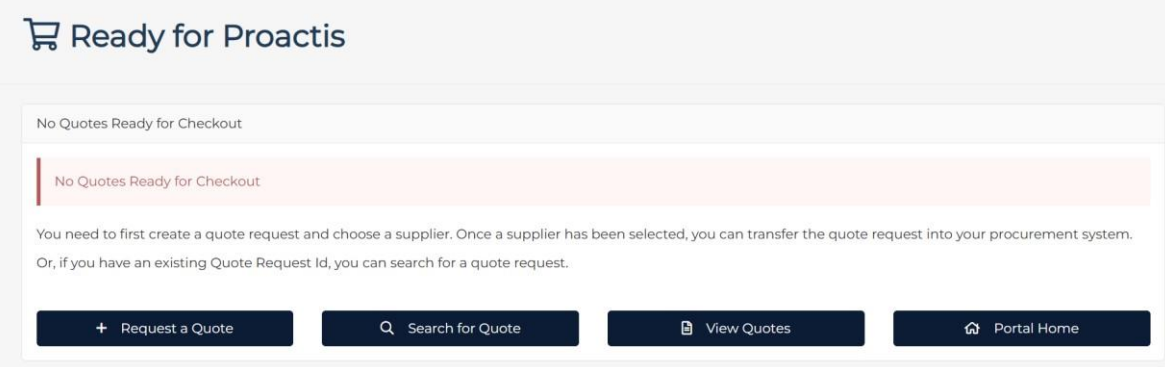 Ready for Proactis
No Quotes Ready for Checkout
No Quotes Ready for Checkout
You need to first create a quote request and choose a supplier. Once a supplier has been selected, you can transfer the quote request into your procurement system.
Or, if you have an existing Quote Request Id, you can search for a quote request.
+ Request a Quote
Search for Quote
View Quotes
Portal Home